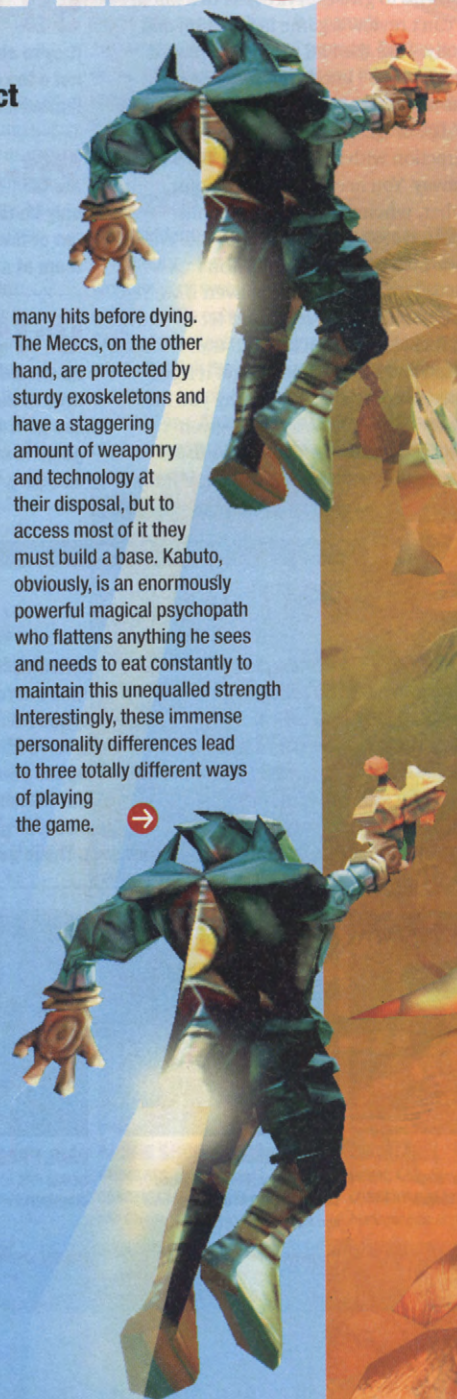 ct
many hits before dying.
The Meccs, on the other
hand, are protected by
sturdy exoskeletons and
have a staggering
amount of weaponry
and technology at
their disposal, but to
access most of it they
must build a base. Kabuto,
obviously, is an enormously
powerful magical psychopath
who flattens anything he sees
and needs to eat constantly to
maintain this unequalled strength
Interestingly, these immense
personality differences lead
to three totally different ways
of playing
the game.